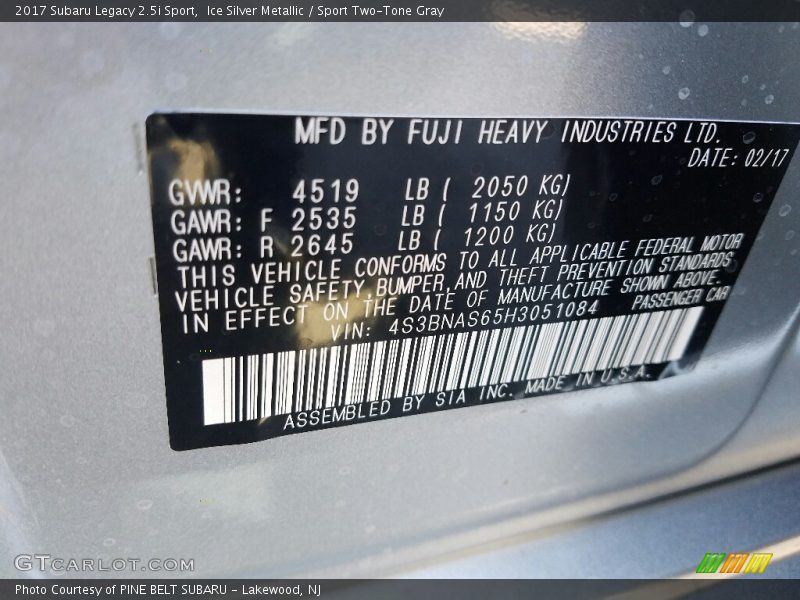 2017 Subaru Legacy 2.5i Sport,  Ice Silver Metallic / Sport Two-Tone Gray
MFD BY FUJI HEAVY INDUSTRIES LTD.
DATE: 02/17
GVWR: 4519 LB ( 2050 KG)
GAWR: F 2535 LB ( 1150 KG)
GAWR: R 2645 LB ( 1200 KG)
THIS VEHICLE CONFORMS TO ALL APPLICABLE FEDERAL MOTOR
VEHICLE SAFETY,BUMPER,AND THEFT PREVENTION STANDARDS
IN EFFECT ON THE DATE OF MANUFACTURE SHOWN ABOVE.
VIN: 4S3BNAS65H3051084 PASSENGER CAR
ASSEMBLED BY SIA INC. MADE IN U.S.A.
GTCARLOT.COM
Photo Courtesy of PINE BELT SUBARU - Lakewood, NJ